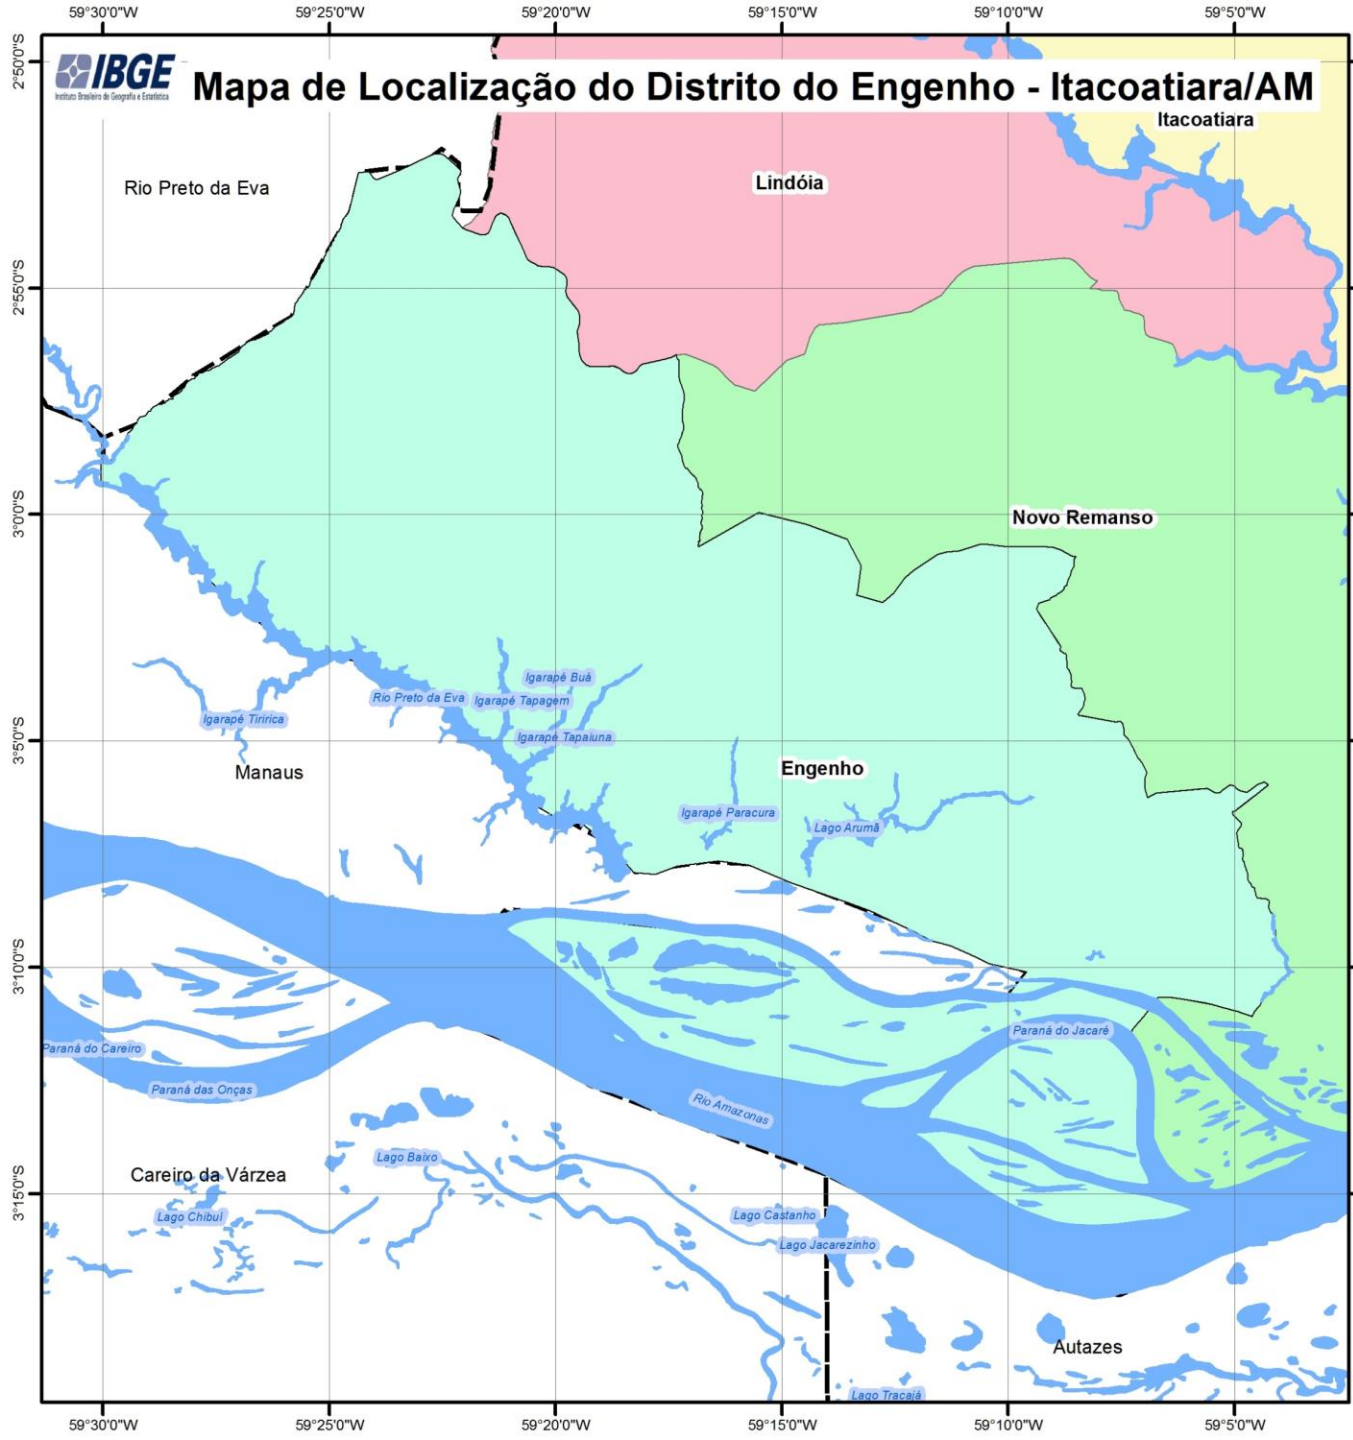 59°30'0"W 59°25'0"W 59°20'0"W 59°15'0"W 59°10'0"W 59°5'0"W
2°50'0"S
IBGE
Instituto Brasileiro de Geografia e Estatística
Mapa de Localização do Distrito do Engenho - Itacoatiara/AM
Itacoatiara
Lindóia
Rio Preto da Eva
2°55'0"S
3°0'0"S
Novo Remanso
Igarapé Buá
Rio Preto da Eva
Igarapé Tapagem
Igarapé Tiririca
Igarapé Tapaiuna
3°5'0"S
Manaus
Engenho
Igarapé Paracura
Lago Arumã
3°10'0"S
Paraná do Jacaré
Paraná do Careiro
Paraná das Onças
Rio Amazonas
Lago Baixo
Careiro da Várzea
3°15'0"S
Lago Chibuí
Lago Castanho
Lago Jacarezinho
Autazes
Lago Tracajá
59°30'0"W 59°25'0"W 59°20'0"W 59°15'0"W 59°10'0"W 59°5'0"W